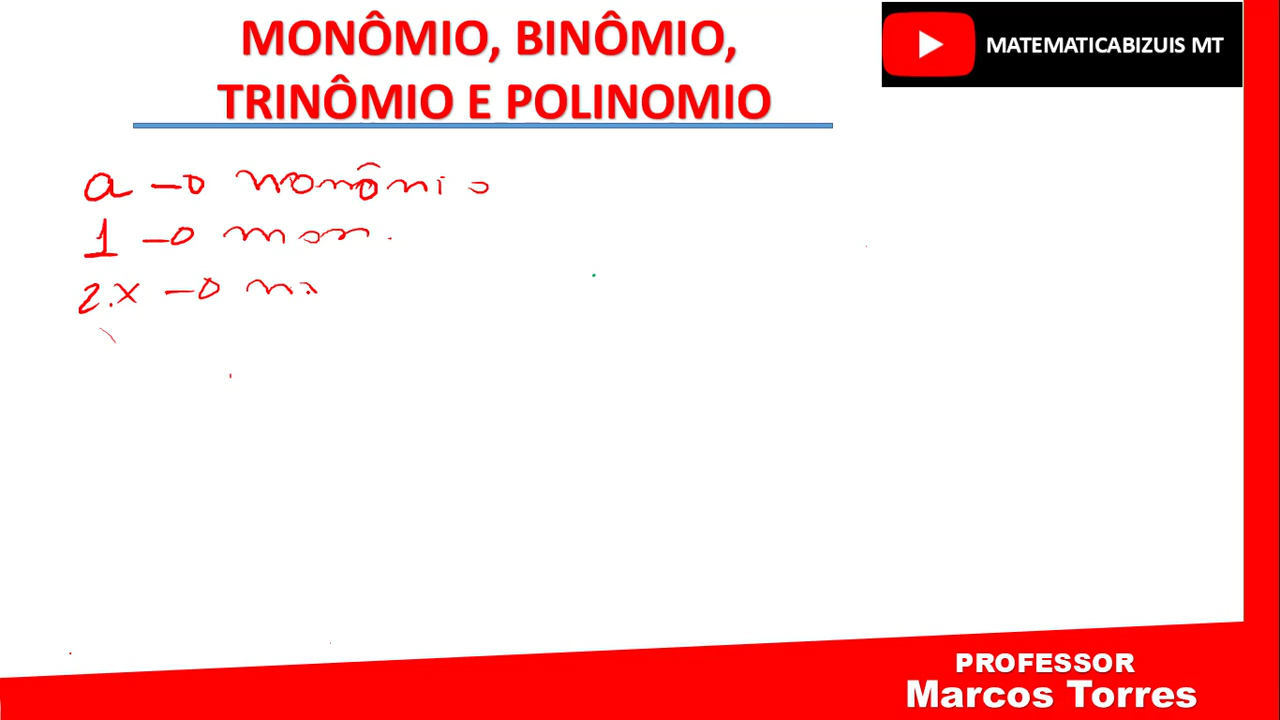 MONÔMIO, BINÔMIO,
TRINÔMIO E POLINOMIO
MATEMATICABIZUIS MT
a → monômio
1 → mon.
2.x →
PROFESSOR
Marcos Torres